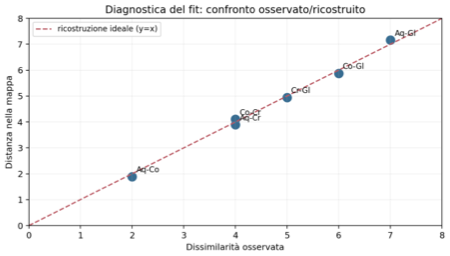 Diagnostica del fit: confronto osservato/ricostruito
ricostruzione ideale (y=x)
Distanza nella mappa
8
7
6
5
4
3
2
1
0
Aq-Gl
Co-Gl
Cr-Gl
Co-Cr
Aq-Cr
Aq-Co
0 1 2 3 4 5 6 7 8
Dissimilarità osservata